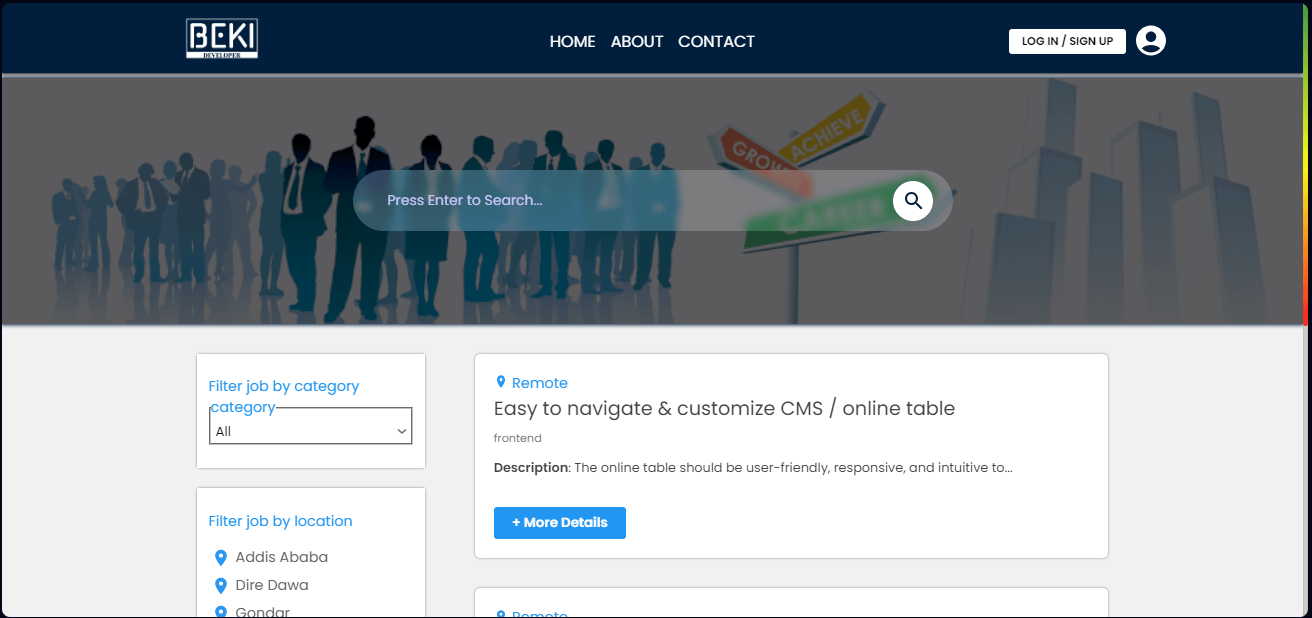 BEKI
DEVELOPER
HOME ABOUT CONTACT
LOG IN / SIGN UP
GROW
ACHIEVE
CAREER
Press Enter to Search...
Filter job by category
category
All
Filter job by location
Addis Ababa
Dire Dawa
Gondar
Remote
Easy to navigate & customize CMS / online table
frontend
Description: The online table should be user-friendly, responsive, and intuitive to...
+ More Details
Remote